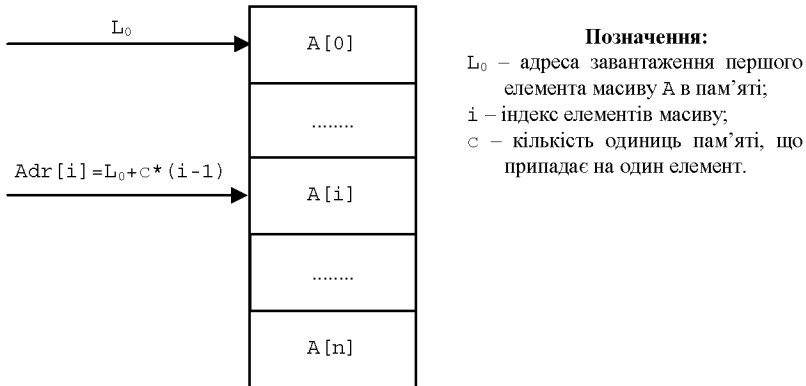 L₀
A[0]
........
Adr[i]=L₀+c*(i-1)
A[i]
........
A[n]
Позначення:
L₀ – адреса завантаження першого
елемента масиву A в пам’яті;
i – індекс елементів масиву;
c – кількість одиниць пам’яті, що
припадає на один елемент.